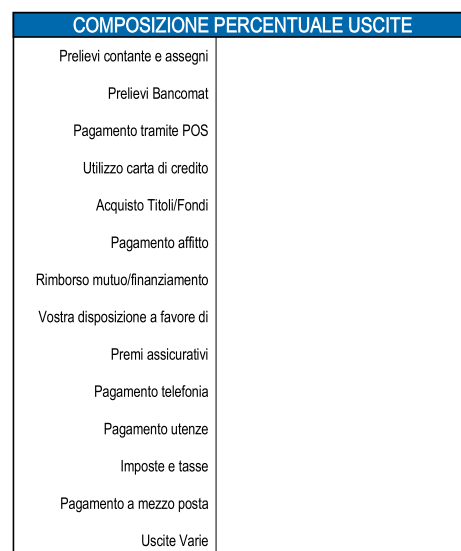 COMPOSIZIONE PERCENTUALE USCITE
Prelievi contante e assegni
Prelievi Bancomat
Pagamento tramite POS
Utilizzo carta di credito
Acquisto Titoli/Fondi
Pagamento affitto
Rimborso mutuo/finanziamento
Vostra disposizione a favore di
Premi assicurativi
Pagamento telefonia
Pagamento utenze
Imposte e tasse
Pagamento a mezzo posta
Uscite Varie